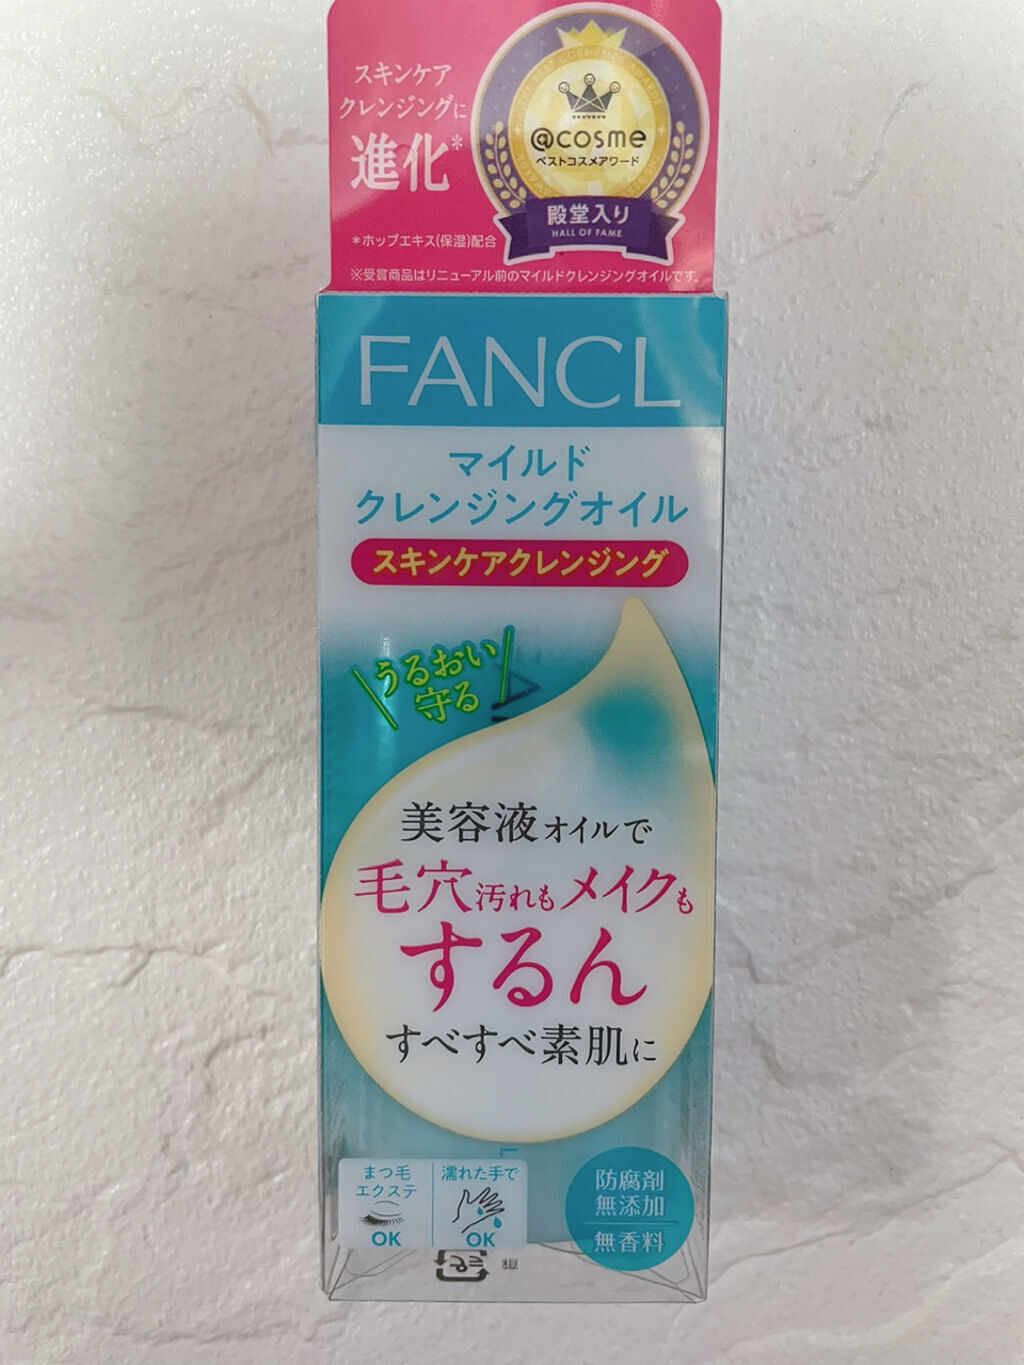 スキンケア
クレンジングに
進化*
@cosme
ベストコスメアワード
殿堂入り
HALL OF FAME
*ホップエキス(保湿)配合
※受賞商品はリニューアル前のマイルドクレンジングオイルです。
FANCL
マイルド
クレンジングオイル
スキンケアクレンジング
うるおい
守る
美容液オイルで
毛穴汚れもメイクも
するん
すべすべ素肌に
まつ毛
エクステ
OK
濡れた手で
OK
防腐剤
無添加
無香料